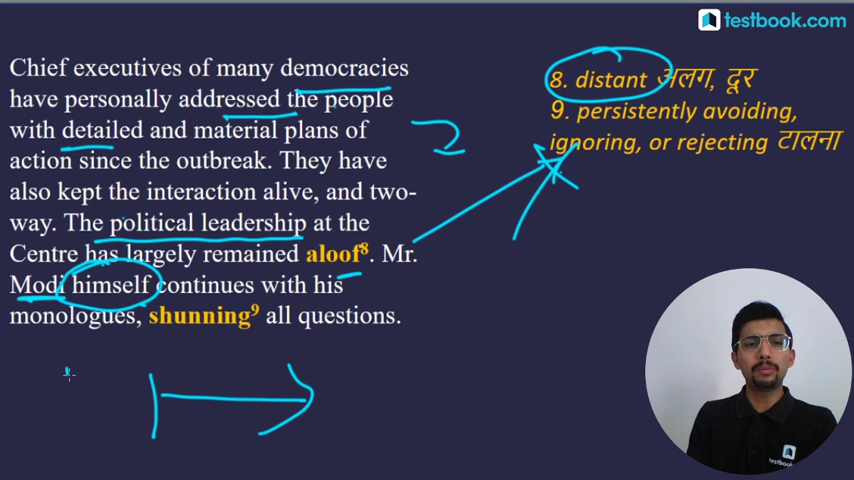 testbook.com
Chief executives of many democracies
have personally addressed the people
with detailed and material plans of
action since the outbreak. They have
also kept the interaction alive, and two-
way. The political leadership at the
Centre has largely remained aloof⁸. Mr.
Modi himself continues with his
monologues, shunning⁹ all questions.
8. distant अलग, दूर
9. persistently avoiding,
ignoring, or rejecting टालना
testbook